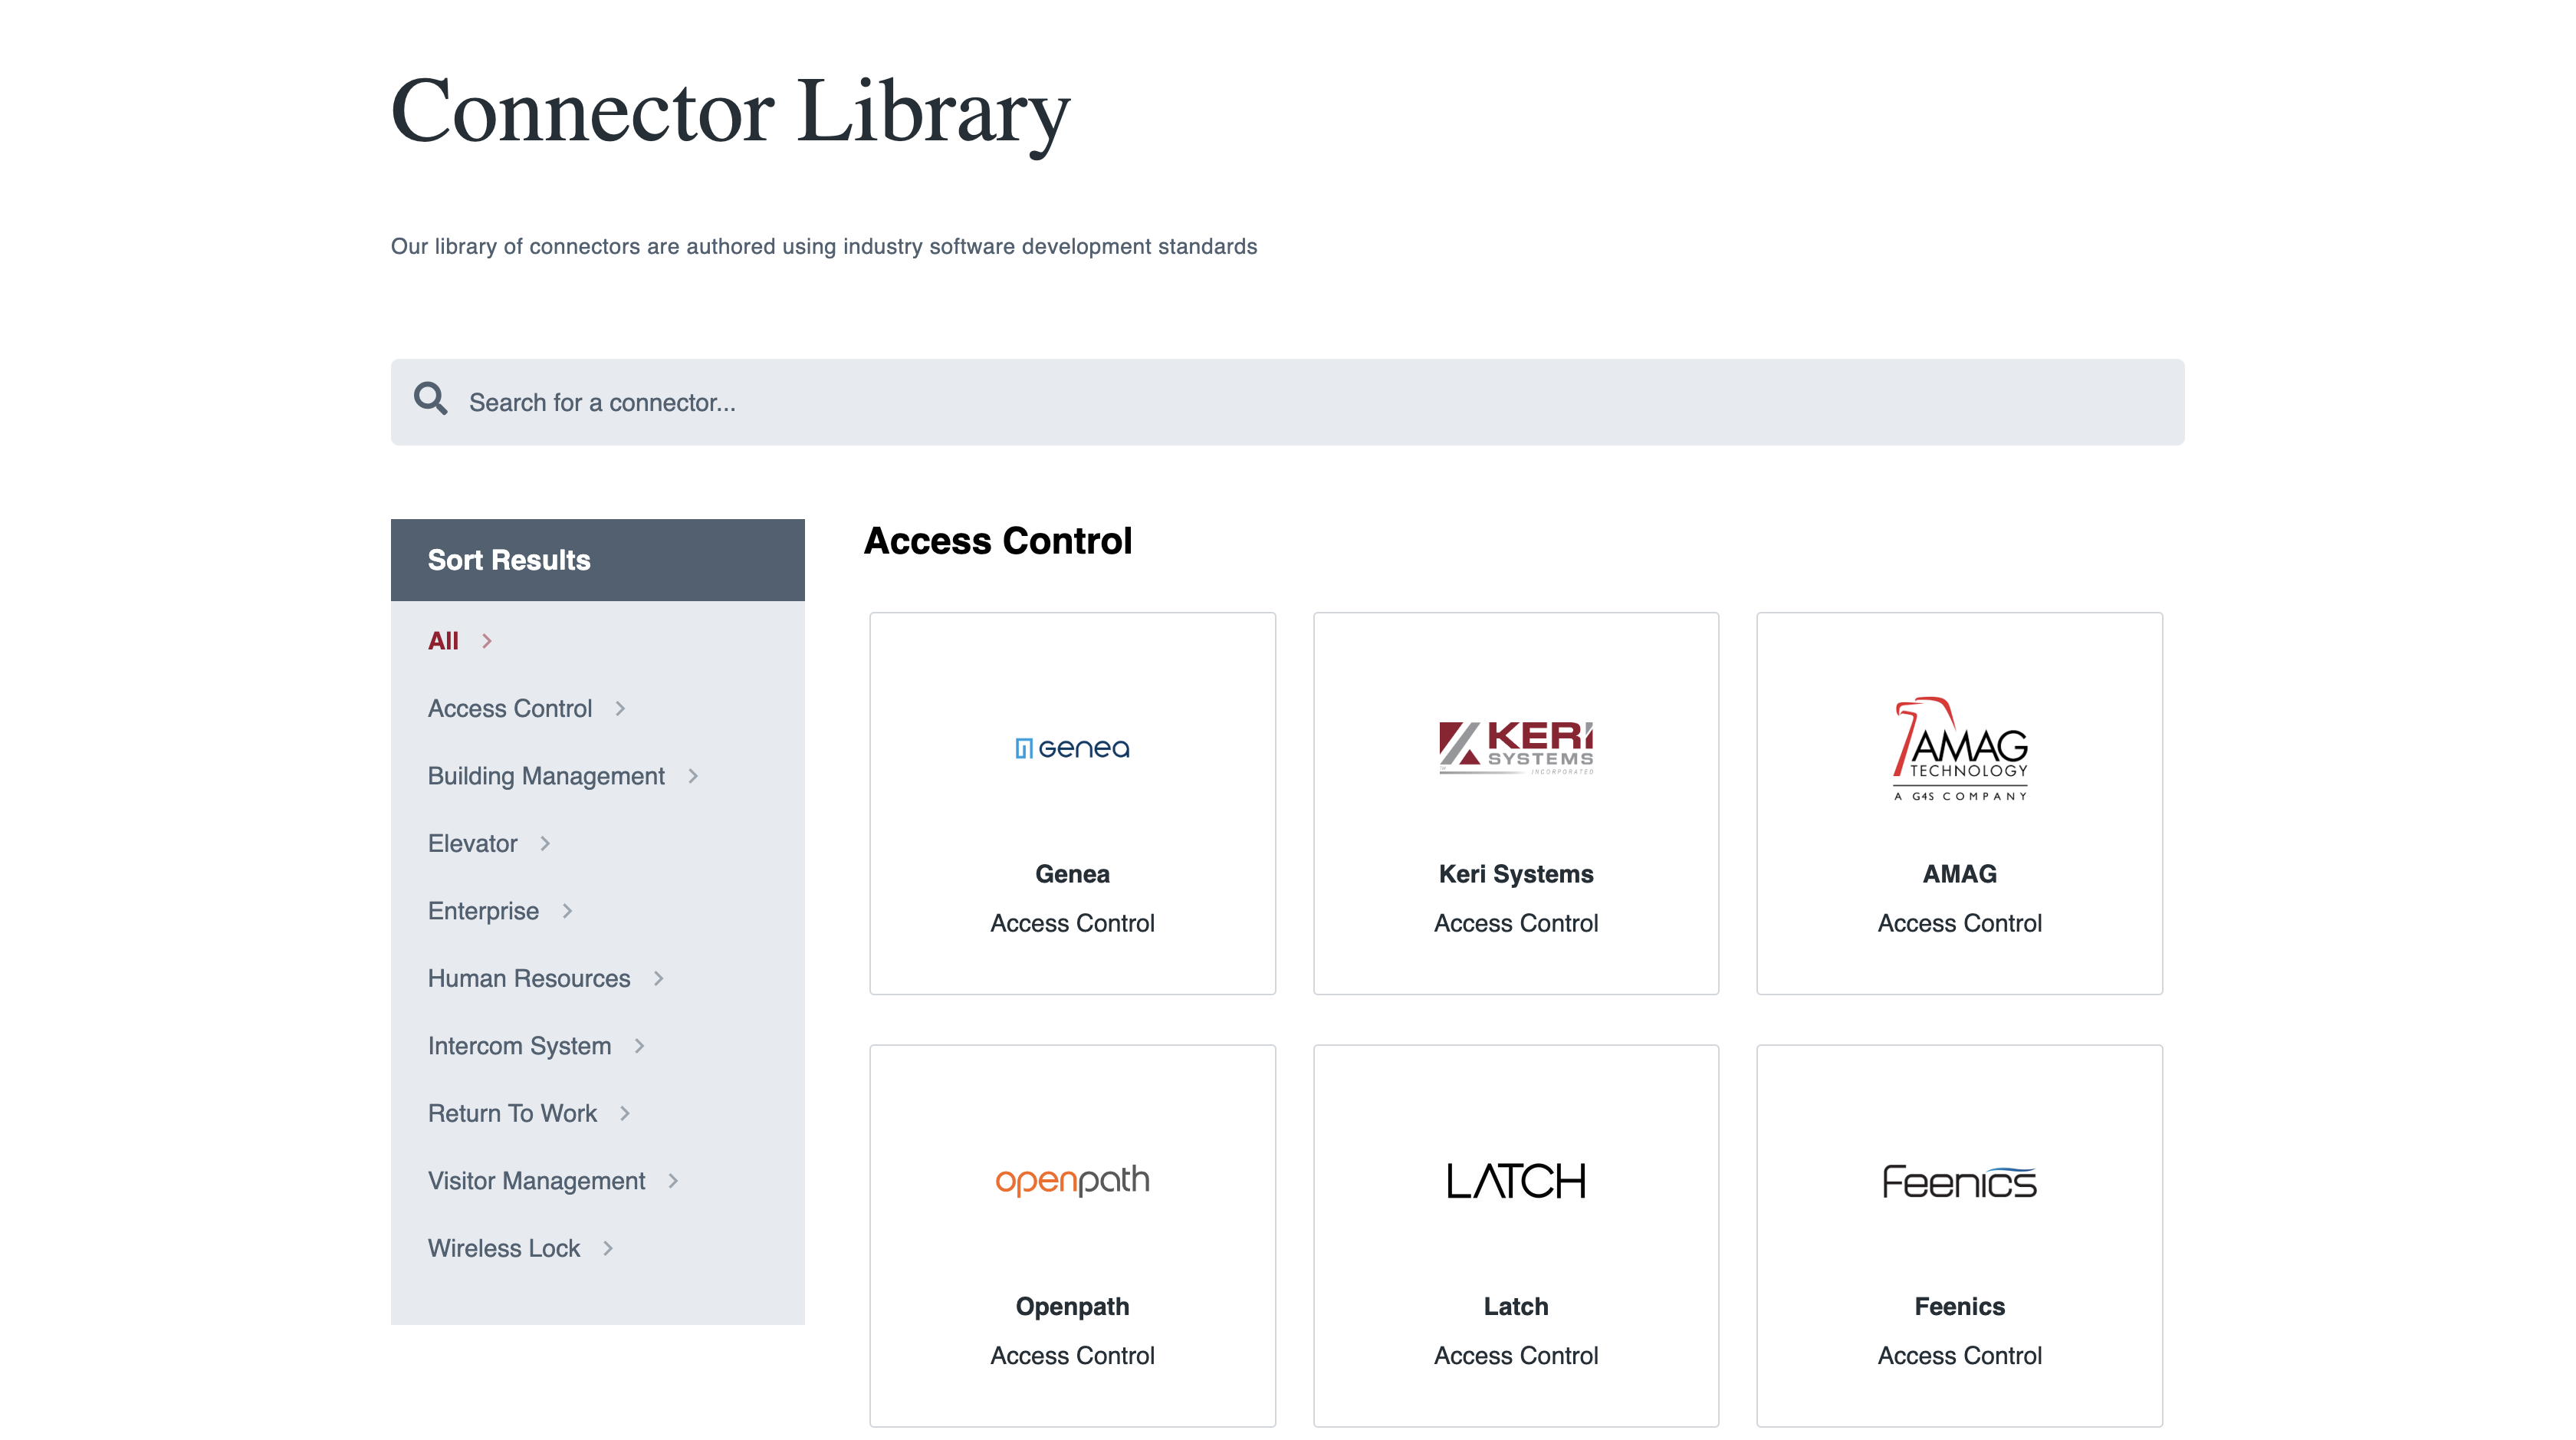 Connector Library
Our library of connectors are authored using industry software development standards
Search for a connector...
Sort Results
All
Access Control
Building Management
Elevator
Enterprise
Human Resources
Intercom System
Return To Work
Visitor Management
Wireless Lock
Access Control
Genea
Genea
Access Control
KERI
SYSTEMS
INCORPORATED
Keri Systems
Access Control
AMAG
TECHNOLOGY
A G4S COMPANY
AMAG
Access Control
openpath
Openpath
Access Control
LATCH
Latch
Access Control
Feenics
Feenics
Access Control